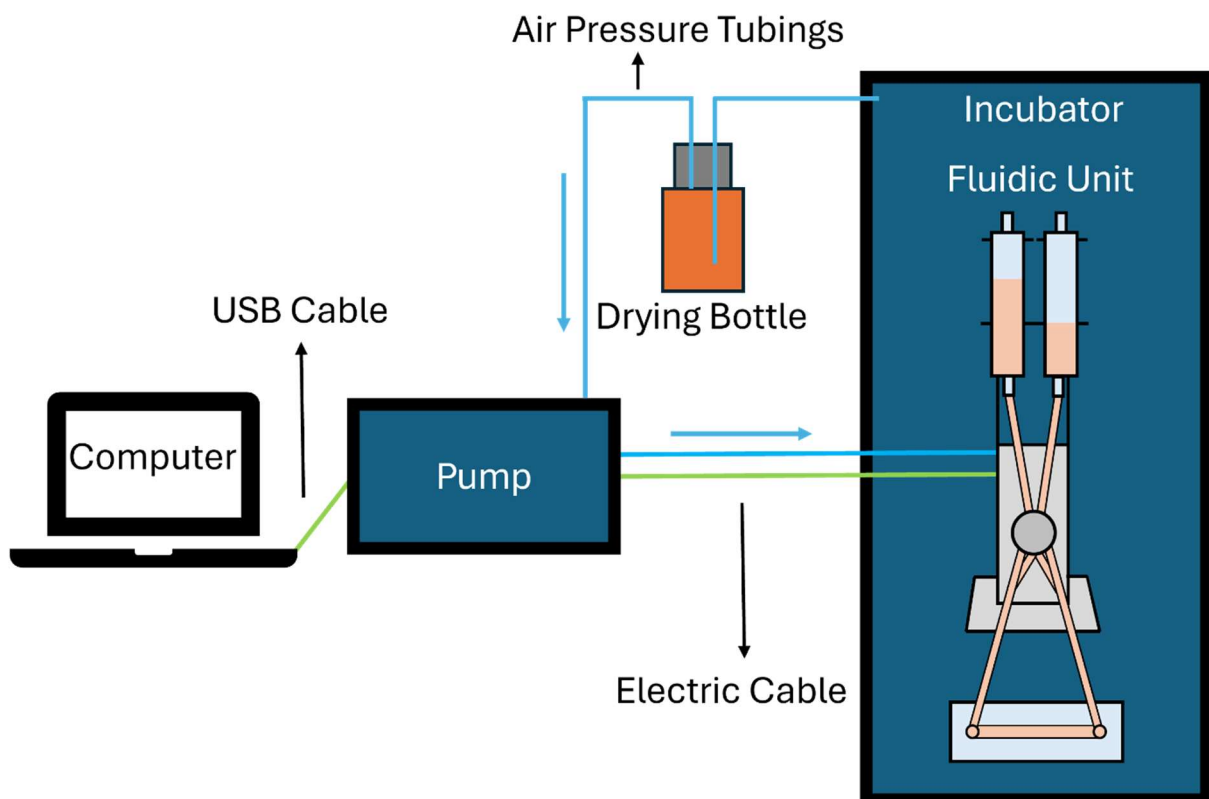 Air Pressure Tubings
Incubator
Fluidic Unit
USB Cable
Drying Bottle
Computer
Pump
Electric Cable